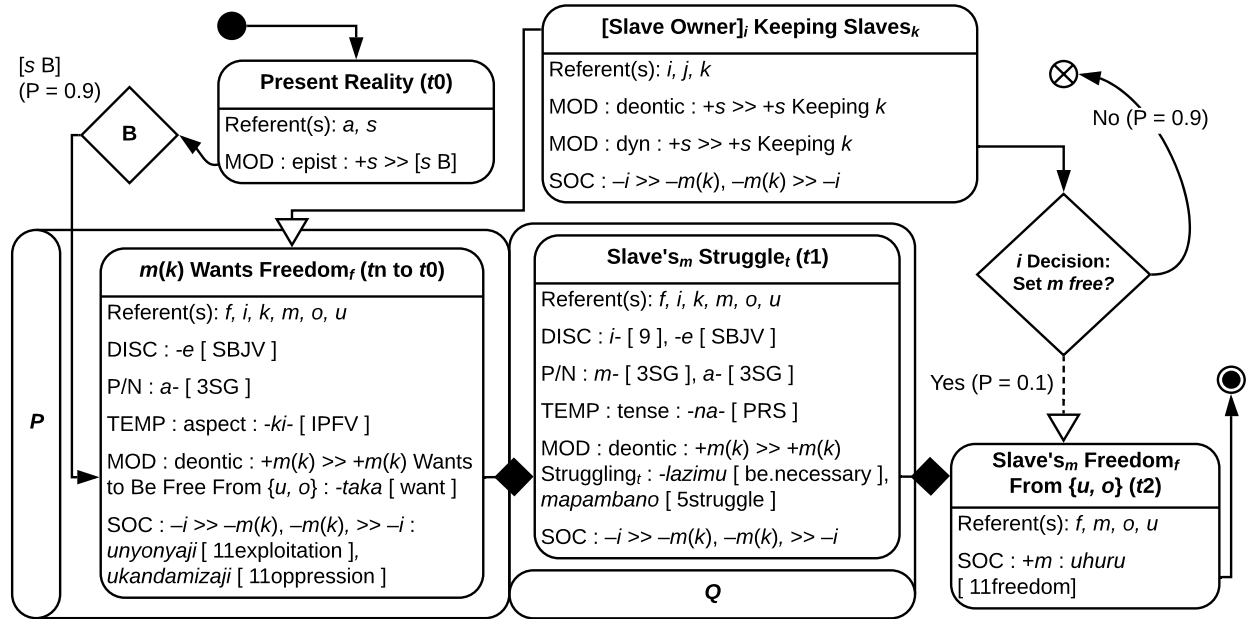 [Slave Owner]i Keeping Slavesk
Referent(s): i, j, k
MOD : deontic : +s >> +s Keeping k
MOD : dyn : +s >> +s Keeping k
SOC : –i >> –m(k), –m(k) >> –i
[s B]
(P = 0.9)
B
Present Reality (t0)
Referent(s): a, s
MOD : epist : +s >> [s B]
No (P = 0.9)
i Decision:
Set m free?
Yes (P = 0.1)
P
m(k) Wants Freedomf (tn to t0)
Referent(s): f, i, k, m, o, u
DISC : -e [ SBJV ]
P/N : a- [ 3SG ]
TEMP : aspect : -ki- [ IPFV ]
MOD : deontic : +m(k) >> +m(k) Wants
to Be Free From {u, o} : -taka [ want ]
SOC : –i >> –m(k), –m(k), >> –i :
unyonyaji [ 11exploitation ],
ukandamizaji [ 11oppression ]
Slave'sm Strugglet (t1)
Referent(s): f, i, k, m, o, u
DISC : i- [ 9 ], -e [ SBJV ]
P/N : m- [ 3SG ], a- [ 3SG ]
TEMP : tense : -na- [ PRS ]
MOD : deontic : +m(k) >> +m(k)
Strugglingt : -lazimu [ be.necessary ],
mapambano [ 5struggle ]
SOC : –i >> –m(k), –m(k), >> –i
Q
Slave'sm Freedomf
From {u, o} (t2)
Referent(s): f, m, o, u
SOC : +m : uhuru
[ 11freedom]